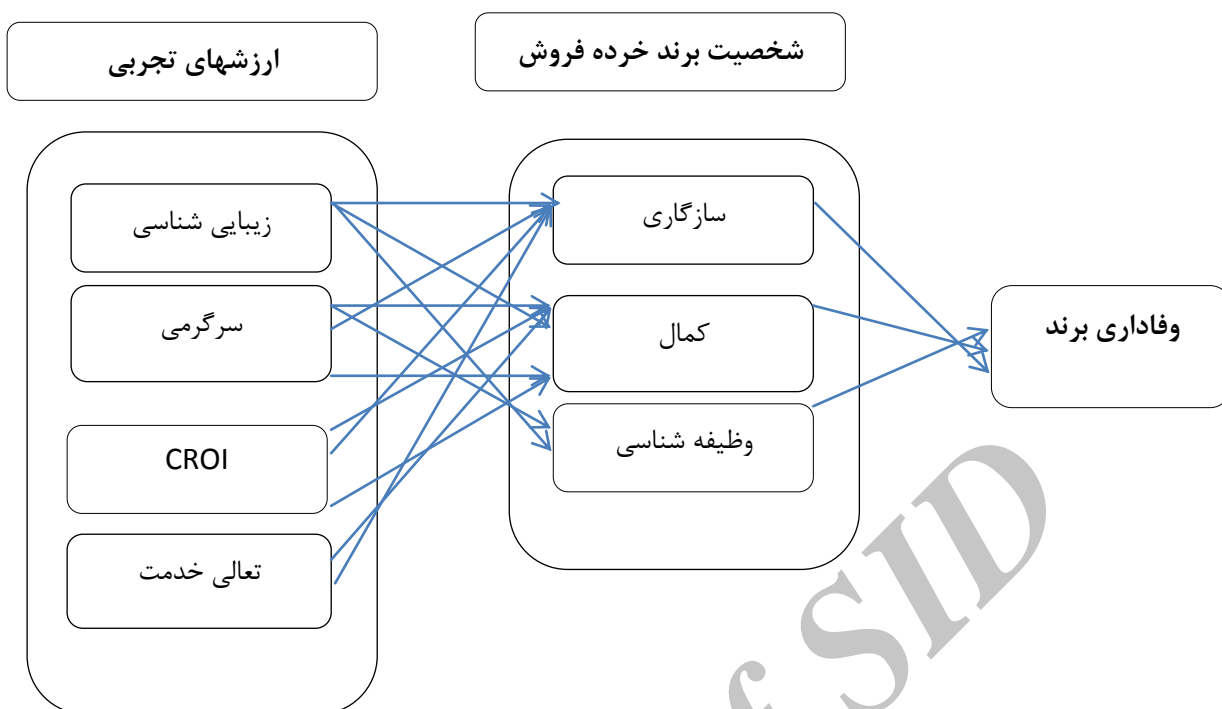 شخصیت برند خرده فروش
ارزشهای تجربی
سازگاری
زیبایی شناسی
کمال
سرگرمی
وفاداری برند
وظیفه شناسی
CROI
تعالی خدمت
f SID